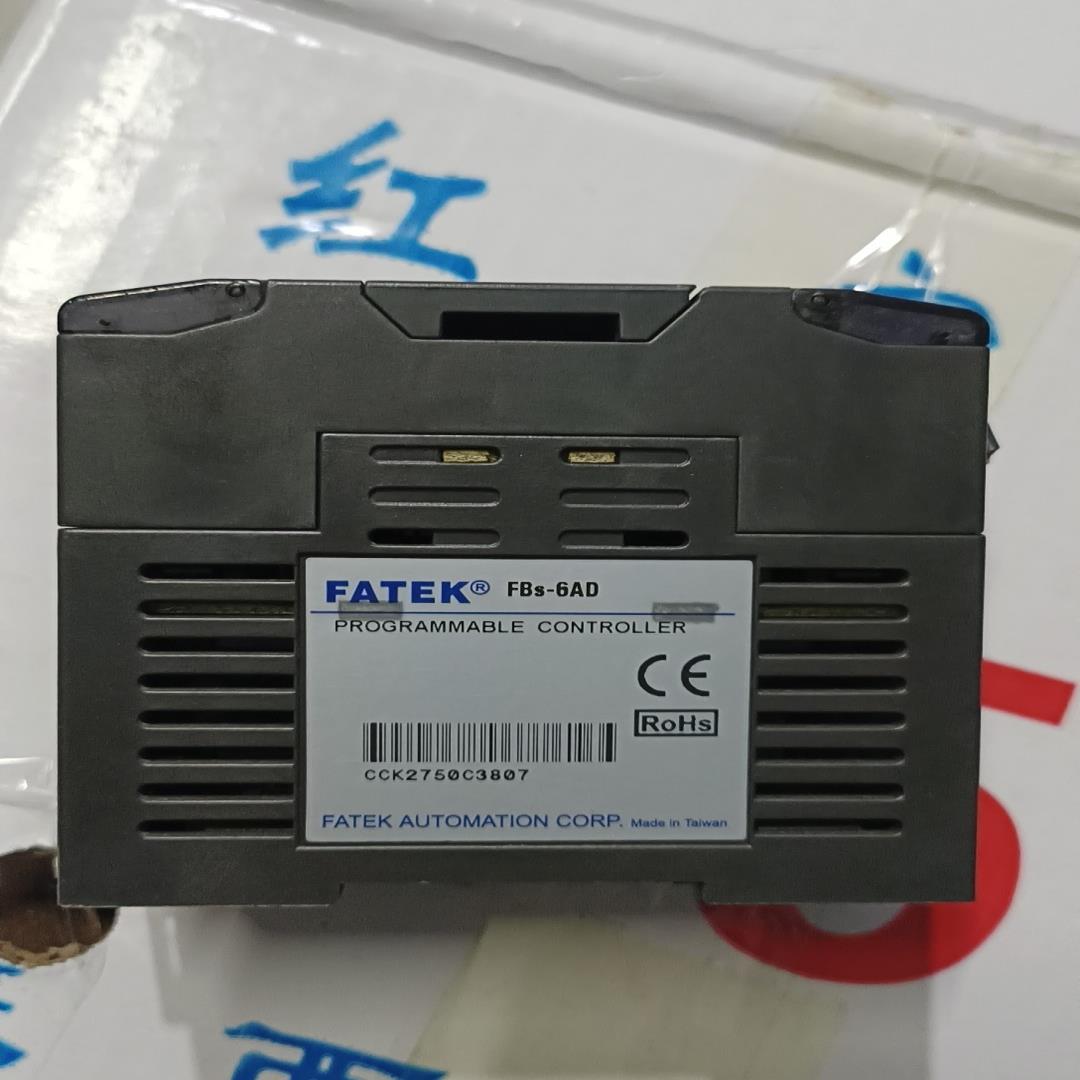 红
FATEK® FBs-6AD
PROGRAMMABLE CONTROLLER
CE
RoHs
CCK2750C3807
FATEK AUTOMATION CORP. Made in Taiwan